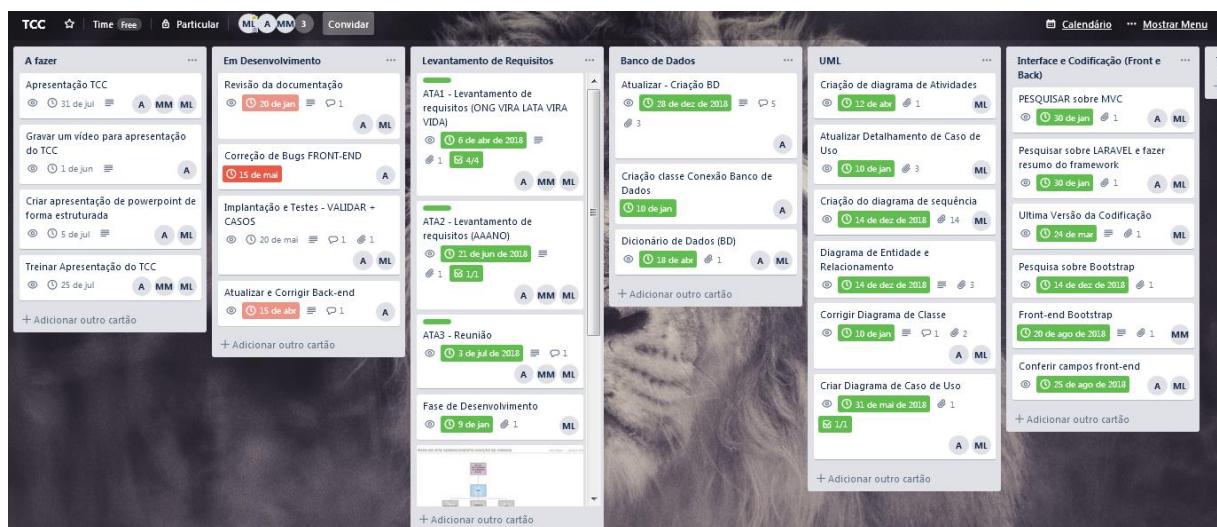 TCC
Time Free
Particular
ML A MM 3
Convidar
Calendário
Mostrar Menu
A fazer
Apresentação TCC
31 de jul
A MM ML
Gravar um vídeo para apresentação
do TCC
1 de jun
A
Criar apresentação de powerpoint de
forma estruturada
5 de jul
A ML
Treinar Apresentação do TCC
25 de jul
A MM ML
+ Adicionar outro cartão
Em Desenvolvimento
Revisão da documentação
20 de jan 1
A ML
Correção de Bugs FRONT-END
15 de mai
A
Implantação e Testes - VALIDAR +
CASOS
20 de mai 1 1
A ML
Atualizar e Corrigir Back-end
15 de abr 1
A
+ Adicionar outro cartão
Levantamento de Requisitos
ATA1 - Levantamento de
requisitos (ONG VIRA LATA VIRA
VIDA)
6 de abr de 2018
1 4/4
A MM ML
ATA2 - Levantamento de
requisitos (AAANO)
21 de jun de 2018
1 1/1
A MM ML
ATA3 - Reunião
3 de jul de 2018 1
A MM ML
Fase de Desenvolvimento
9 de jan 1
ML
+ Adicionar outro cartão
Banco de Dados
Atualizar - Criação BD
28 de dez de 2018 5
3
A
Criação classe Conexão Banco de
Dados
10 de jan
A
Dicionário de Dados (BD)
18 de abr 1
A ML
+ Adicionar outro cartão
UML
Criação de diagrama de Atividades
12 de abr 1
ML
Atualizar Detalhamento de Caso de
Uso
10 de jan 3
ML
Criação do diagrama de sequência
14 de dez de 2018 14
ML
Diagrama de Entidade e
Relacionamento
14 de dez de 2018 3
Corrigir Diagrama de Classe
10 de jan 1 2
A ML
Criar Diagrama de Caso de Uso
31 de mai de 2018 1
1/1
A ML
+ Adicionar outro cartão
Interface e Codificação (Front e
Back)
PESQUISAR sobre MVC
30 de jan 1
A ML
Pesquisar sobre LARAVEL e fazer
resumo do framework
30 de jan 1
A ML
Ultima Versão da Codificação
24 de mar 1
ML
Pesquisa sobre Bootstrap
14 de dez de 2018 1
Front-end Bootstrap
20 de ago de 2018 1
MM
Conferir campos front-end
25 de ago de 2018
A ML
+ Adicionar outro cartão